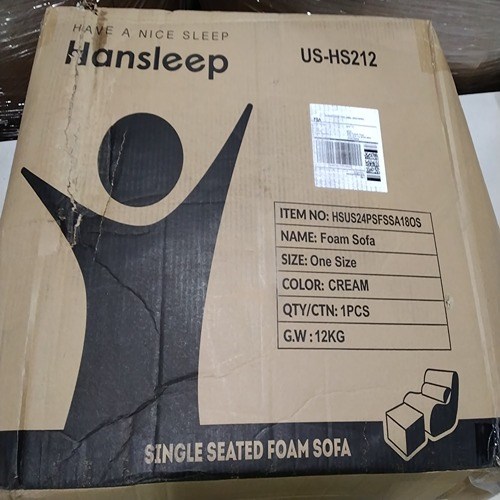 HAVE A NICE SLEEP
Hansleep
US-HS212
ITEM NO: HSUS24PSFSSA18OS
NAME: Foam Sofa
SIZE: One Size
COLOR: CREAM
QTY/CTN: 1PCS
G.W : 12KG
SINGLE SEATED FOAM SOFA